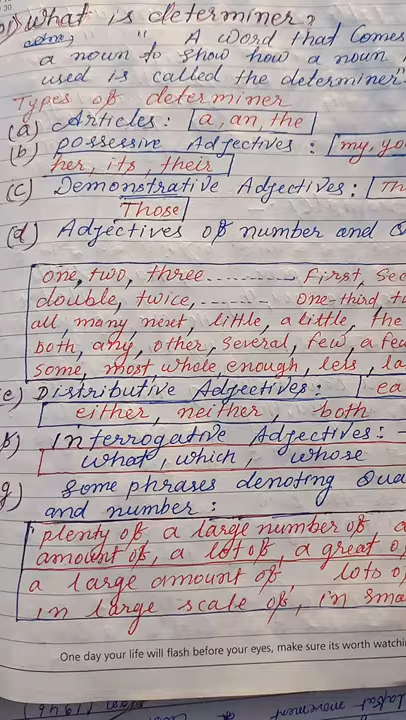 What is determiner?
" A word that comes
a noun to show how a noun
used is called the determiner"
Types of determiner
(a) Articles: a, an, the
(b) possessive Adjectives: my,
her, its, their
(c) Demonstrative Adjectives:
Those
(d) Adjectives of number and
one, two, three ........... First,
double, twice, ........ one-third,
all, many, next, little, a little, the
both, any, other, several, few, a
some, most whole enough, less,
(e) Distributive Adjectives:
either, neither, both
Interrogative Adjectives: -
what, which, whose
g) some phrases denoting
and number:
plenty of a large number of
amount of, a lot of, a great
a large amount of lots
in large scale of, in
One day your life will flash before your eyes, make sure its worth
movement